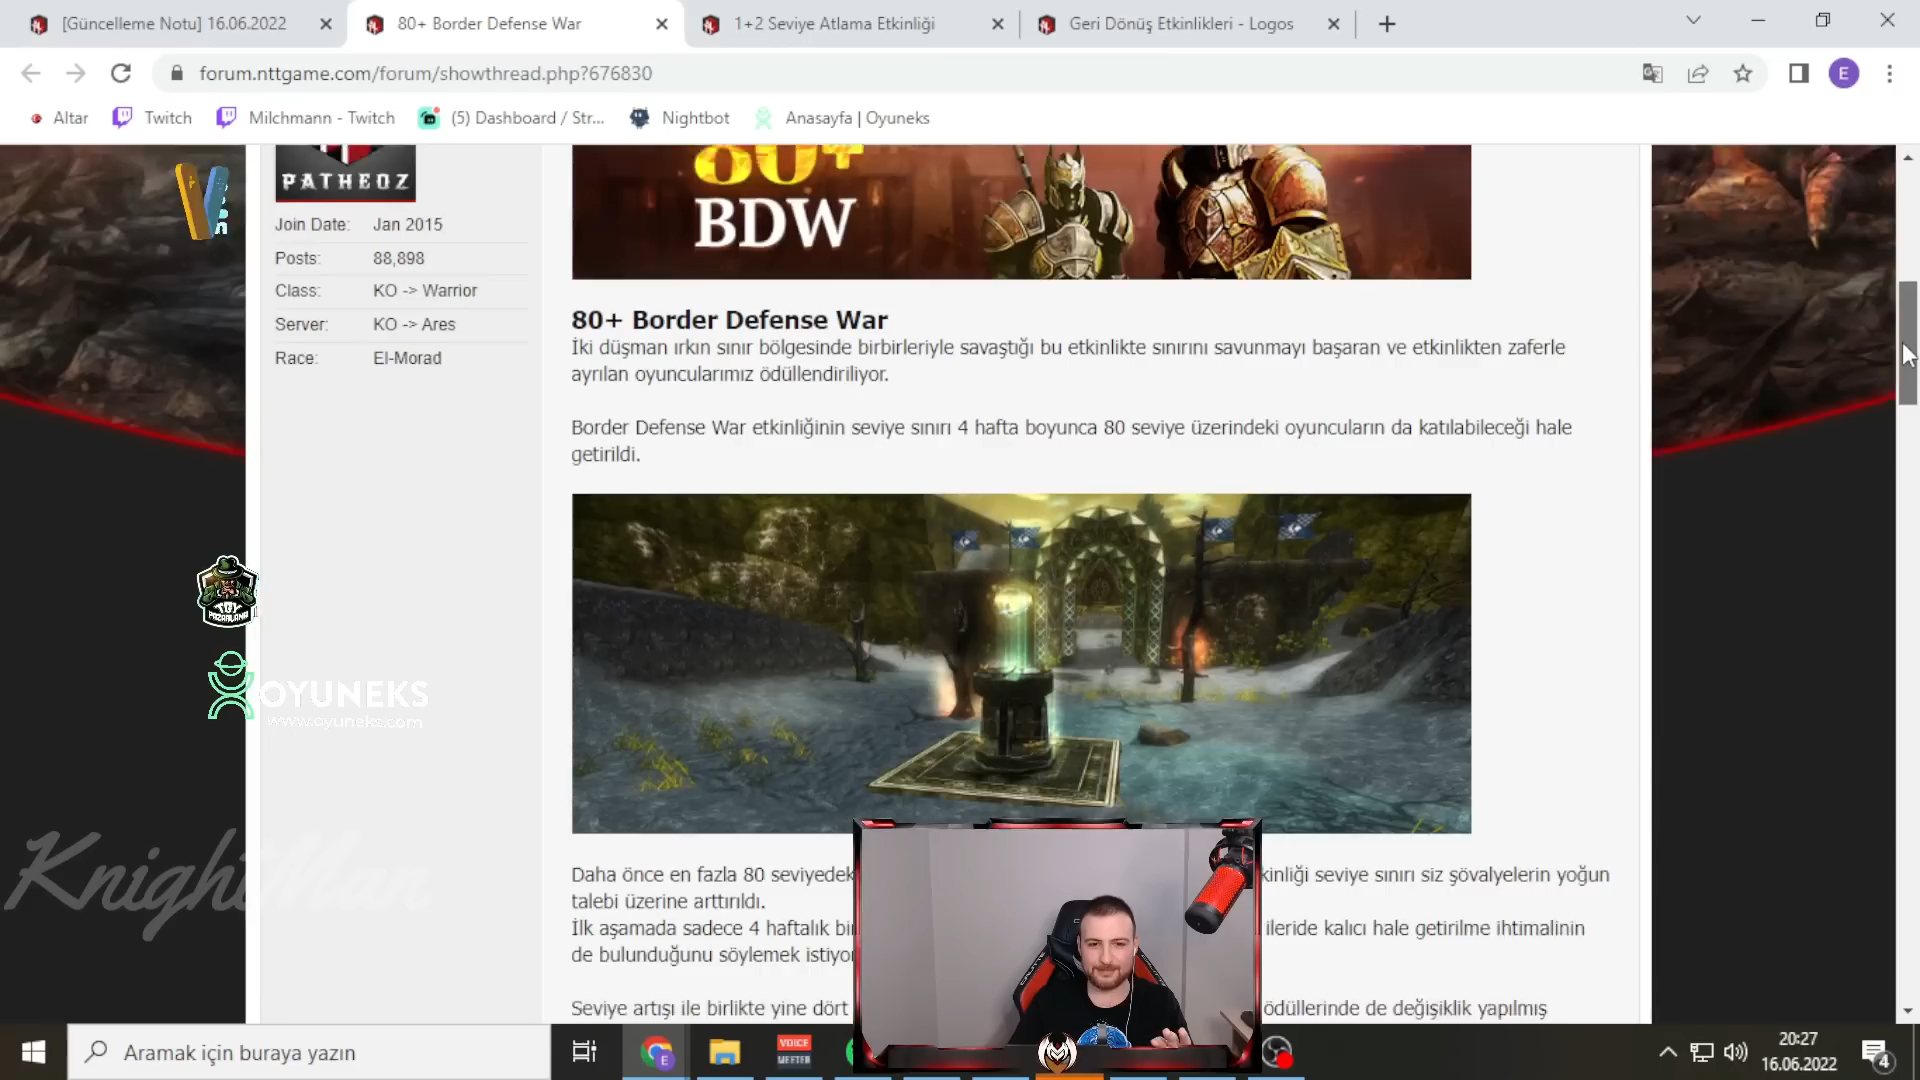 [Güncelleme Notu] 16.06.2022
80+ Border Defense War
1+2 Seviye Atlama Etkinliği
Geri Dönüş Etkinlikleri - Logos
forum.nttgame.com/forum/showthread.php?676830
E
Altar
Twitch
Milchmann - Twitch
(5) Dashboard / Str...
Nightbot
Anasayfa | Oyuneks
PATHEOZ
Join Date: Jan 2015
Posts: 88,898
Class: KO -> Warrior
Server: KO -> Ares
Race: El-Morad
80+
BDW
80+ Border Defense War
İki düşman ırkın sınır bölgesinde birbirleriyle savaştığı bu etkinlikte sınırını savunmayı başaran ve etkinlikten zaferle
ayrılan oyuncularımız ödüllendiriliyor.
Border Defense War etkinliğinin seviye sınırı 4 hafta boyunca 80 seviye üzerindeki oyuncuların da katılabileceği hale
getirildi.
OYUNEKS
www.oyuneks.com
KnightMan
Daha önce en fazla 80 seviyedek
kinliği seviye sınırı siz şövalyelerin yoğun
talebi üzerine arttırıldı.
İlk aşamada sadece 4 haftalık bi
ileride kalıcı hale getirilme ihtimalinin
de bulunduğunu söylemek istiyo
Seviye artışı ile birlikte yine dört
ödüllerinde de değişiklik yapılmış
Aramak için buraya yazın
VOICE
MEETER
E
20:27
16.06.2022
4